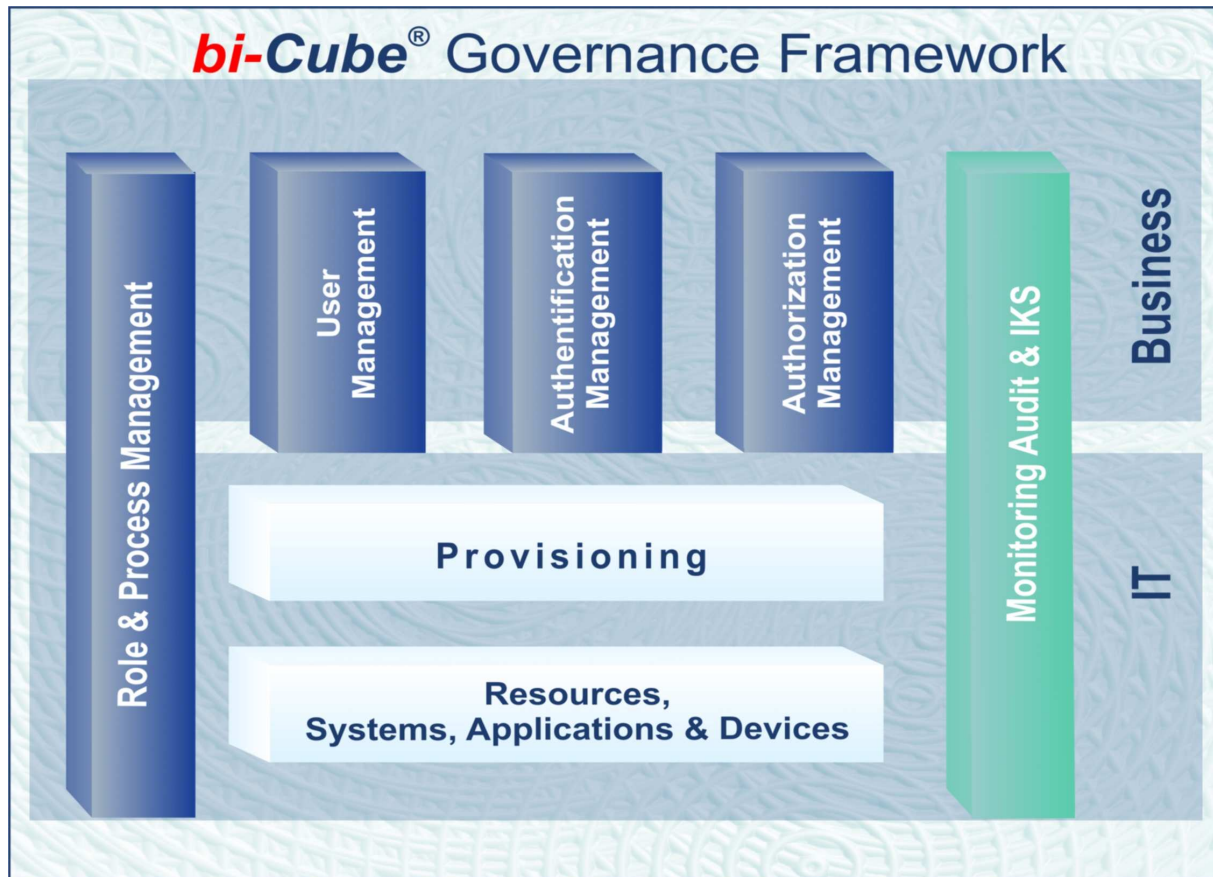 bi-Cube® Governance Framework
Role & Process Management
User
Management
Authentification
Management
Authorization
Management
Monitoring Audit & IKS
Business
IT
Provisioning
Resources,
Systems, Applications & Devices